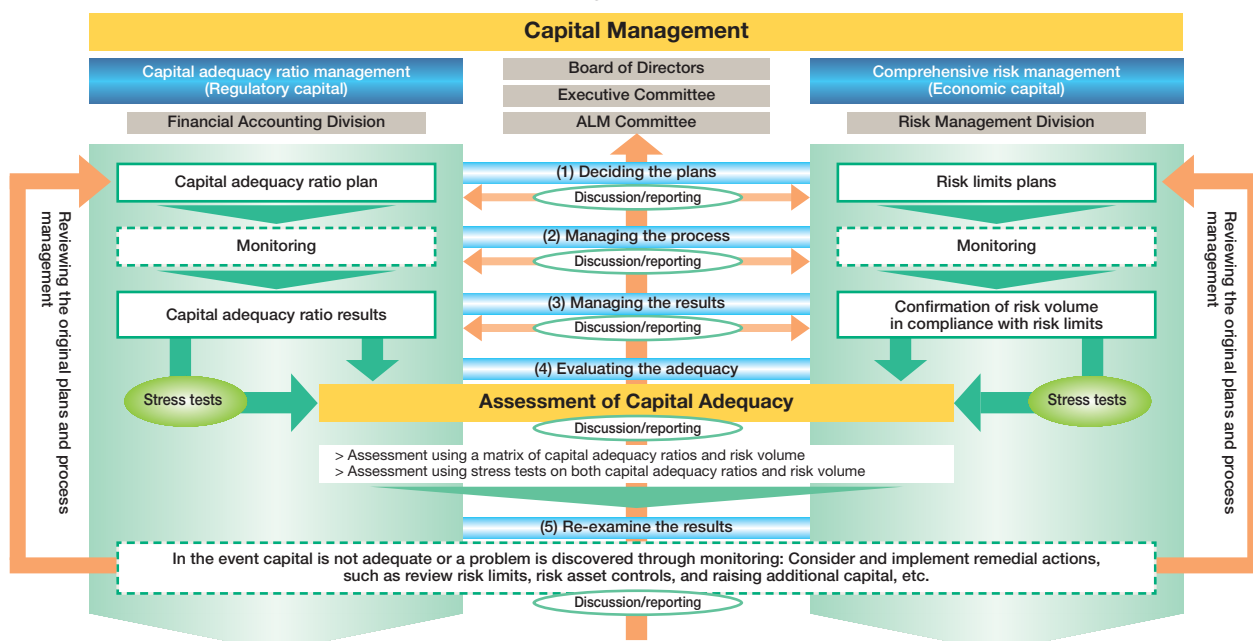 Capital Management
Capital adequacy ratio management
(Regulatory capital)
Board of Directors
Executive Committee
ALM Committee
Comprehensive risk management
(Economic capital)
Financial Accounting Division
Risk Management Division
Reviewing the original plans and process
management
Capital adequacy ratio plan
(1) Deciding the plans
Discussion/reporting
Risk limits plans
Monitoring
(2) Managing the process
Discussion/reporting
Monitoring
Capital adequacy ratio results
(3) Managing the results
Discussion/reporting
Confirmation of risk volume
in compliance with risk limits
(4) Evaluating the adequacy
Stress tests
Assessment of Capital Adequacy
Stress tests
Discussion/reporting
> Assessment using a matrix of capital adequacy ratios and risk volume
> Assessment using stress tests on both capital adequacy ratios and risk volume
(5) Re-examine the results
In the event capital is not adequate or a problem is discovered through monitoring: Consider and implement remedial actions,
such as review risk limits, risk asset controls, and raising additional capital, etc.
Discussion/reporting
Reviewing the original plans and process
management